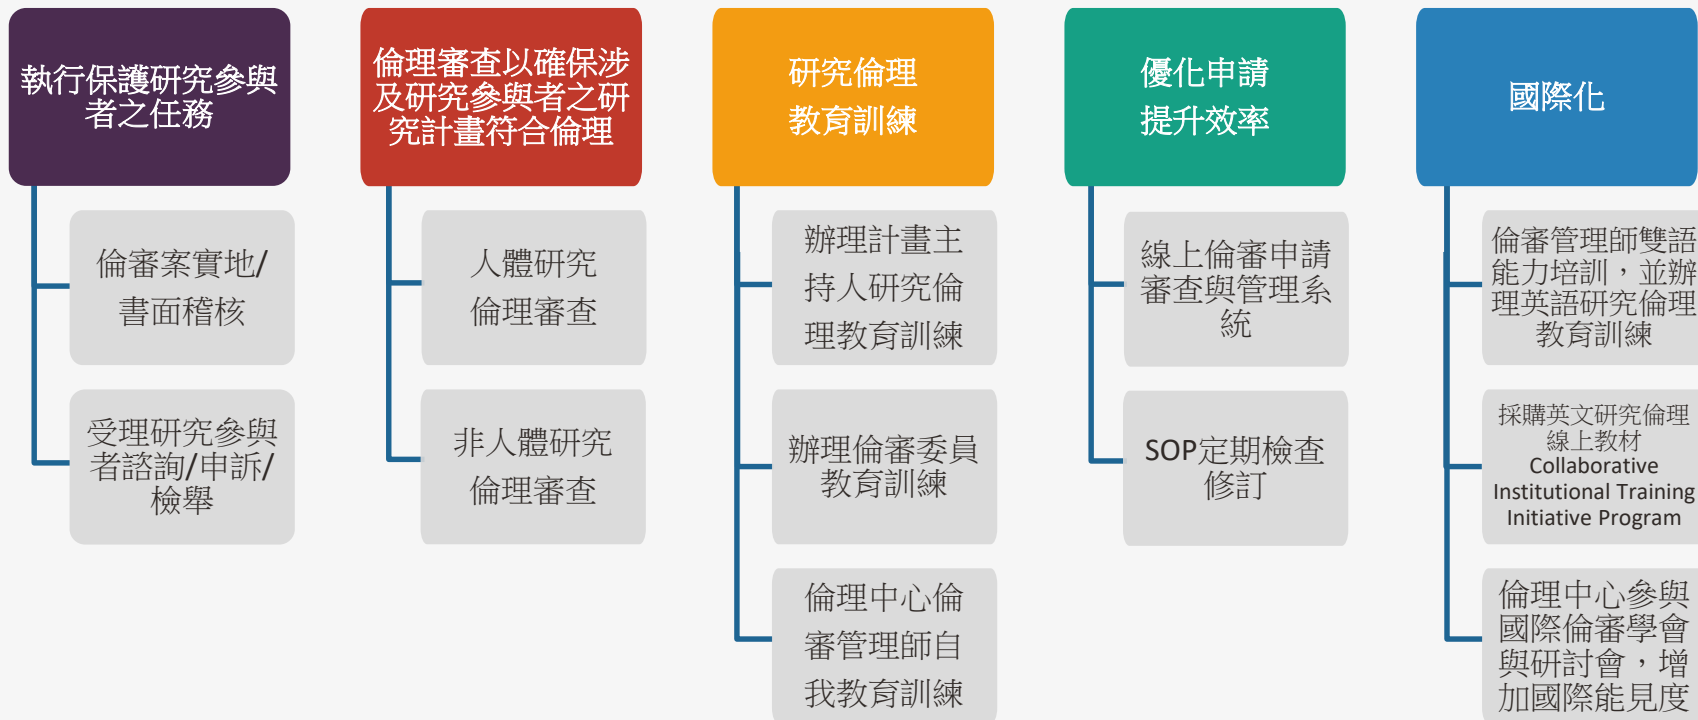 執行保護研究參與
者之任務
倫審案實地/
書面稽核
受理研究參與
者諮詢/申訴/
檢舉
倫理審查以確保涉
及研究參與者之研
究計畫符合倫理
人體研究
倫理審查
非人體研究
倫理審查
研究倫理
教育訓練
辦理計畫主
持人研究倫
理教育訓練
辦理倫審委員
教育訓練
倫理中心倫
審管理師自
我教育訓練
優化申請
提升效率
線上倫審申請
審查與管理系
統
SOP定期檢查
修訂
國際化
倫審管理師雙語
能力培訓，並辦
理英語研究倫理
教育訓練
採購英文研究倫理
線上教材
Collaborative
Institutional Training
Initiative Program
倫理中心參與
國際倫審學會
與研討會，增
加國際能見度